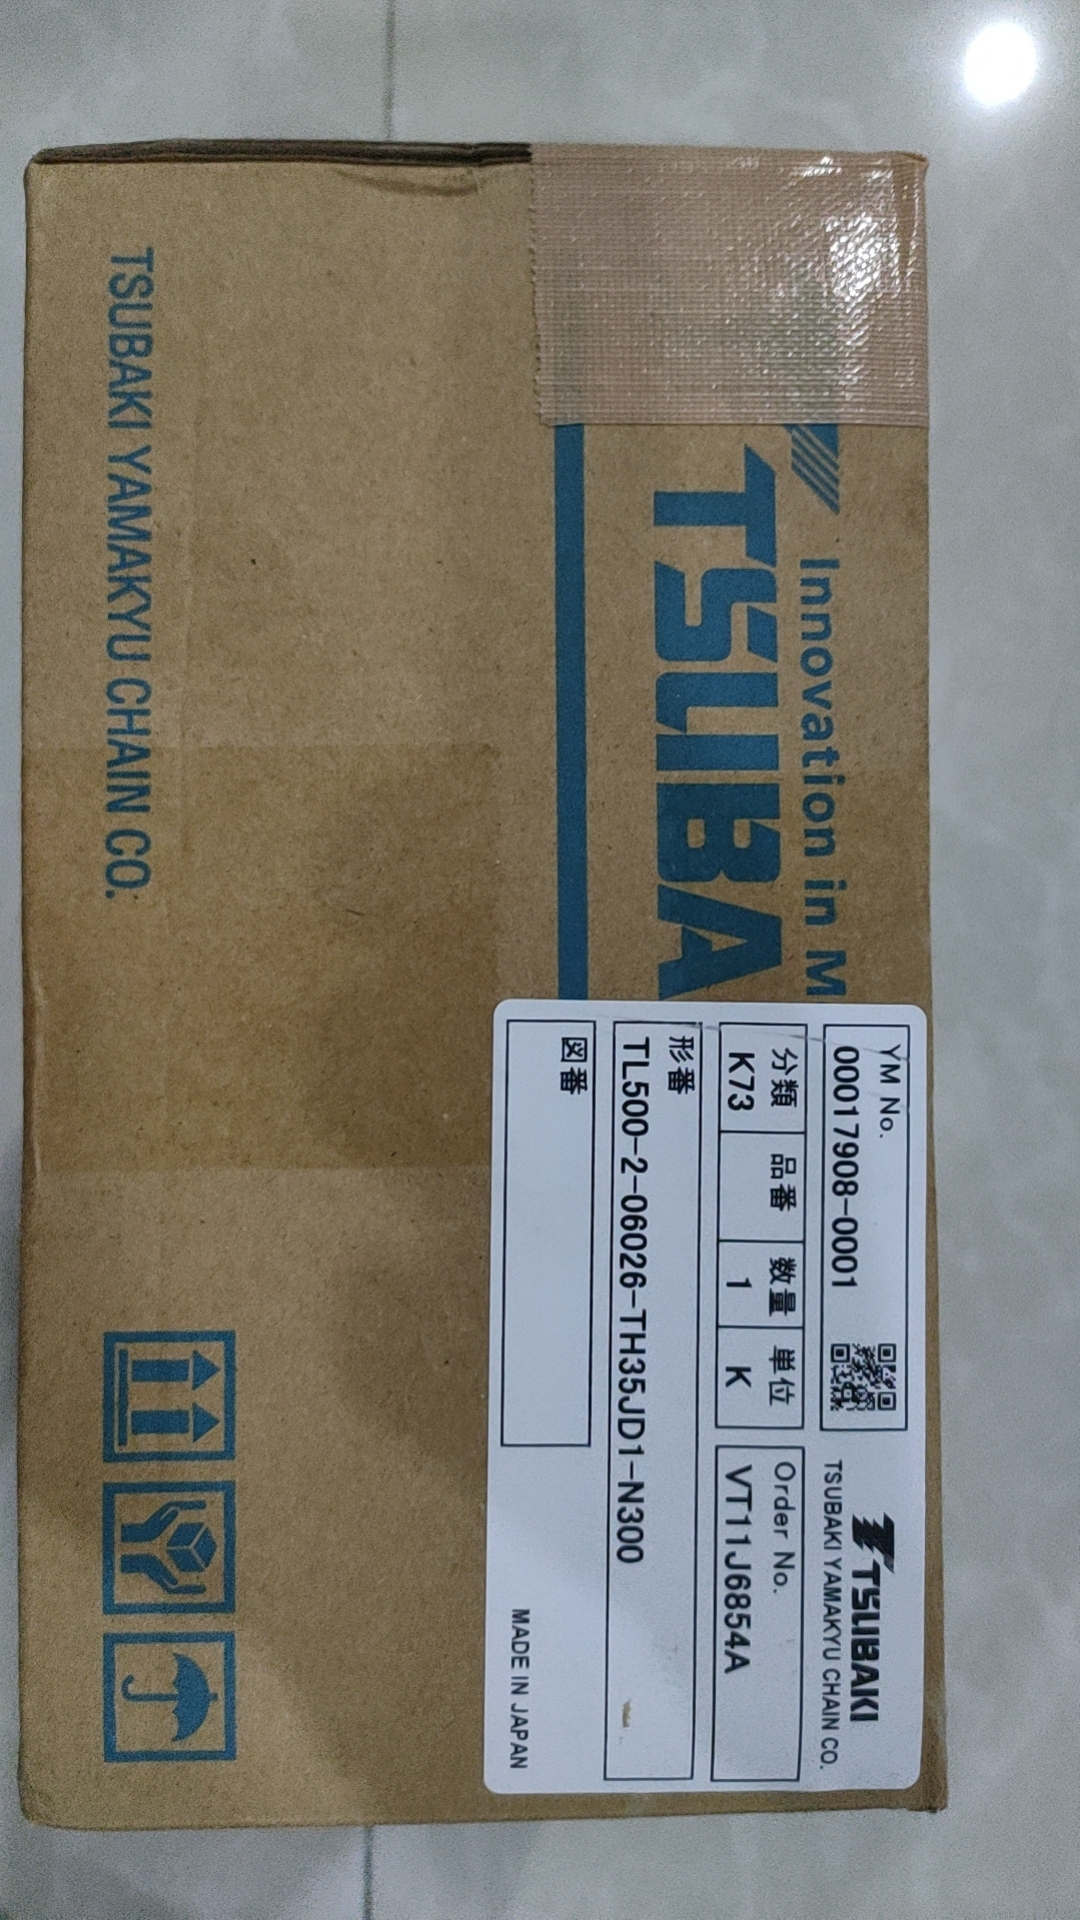 Innovation in M
TSUBA
TSUBAKI YAMAKYU CHAIN CO.
YM No.
00017908-0001
TSUBAKI
TSUBAKI YAMAKYU CHAIN CO.
分類 品番 数量 単位
K73 1 K
Order No.
VT11J6854A
形番
TL500-2-06026-TH35JD1-N300
図番
MADE IN JAPAN